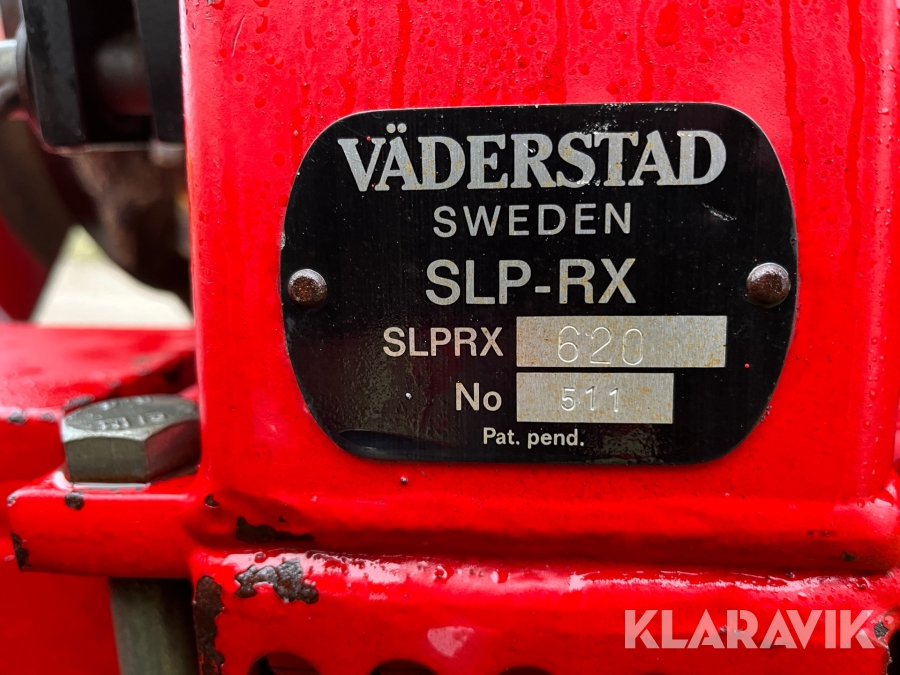 VÄDERSTAD
SWEDEN
SLP-RX
SLPRX 620
No 511
Pat. pend.
KLARAVIK